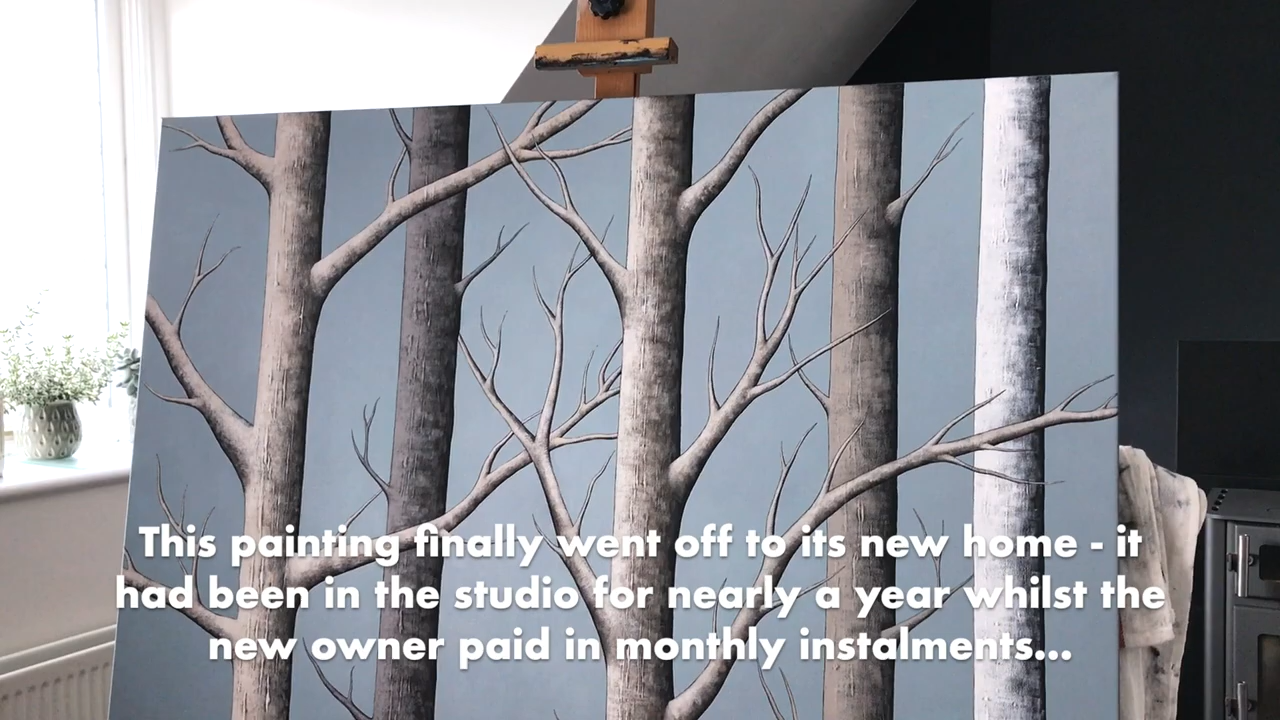 This painting finally went off to its new home - it
had been in the studio for nearly a year whilst the
new owner paid in monthly instalments...